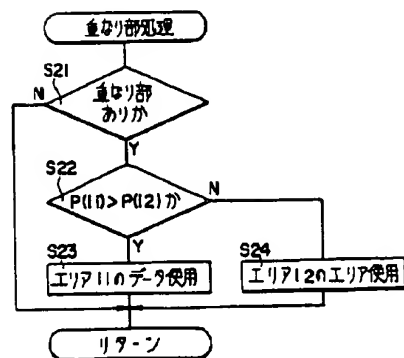 重なり部処理
S21
N
重なり部
ありか
Y
S22
P(11)>P(12)か
N
Y
S23
エリア11のデータ使用
S24
エリア12のエリア使用
リターン